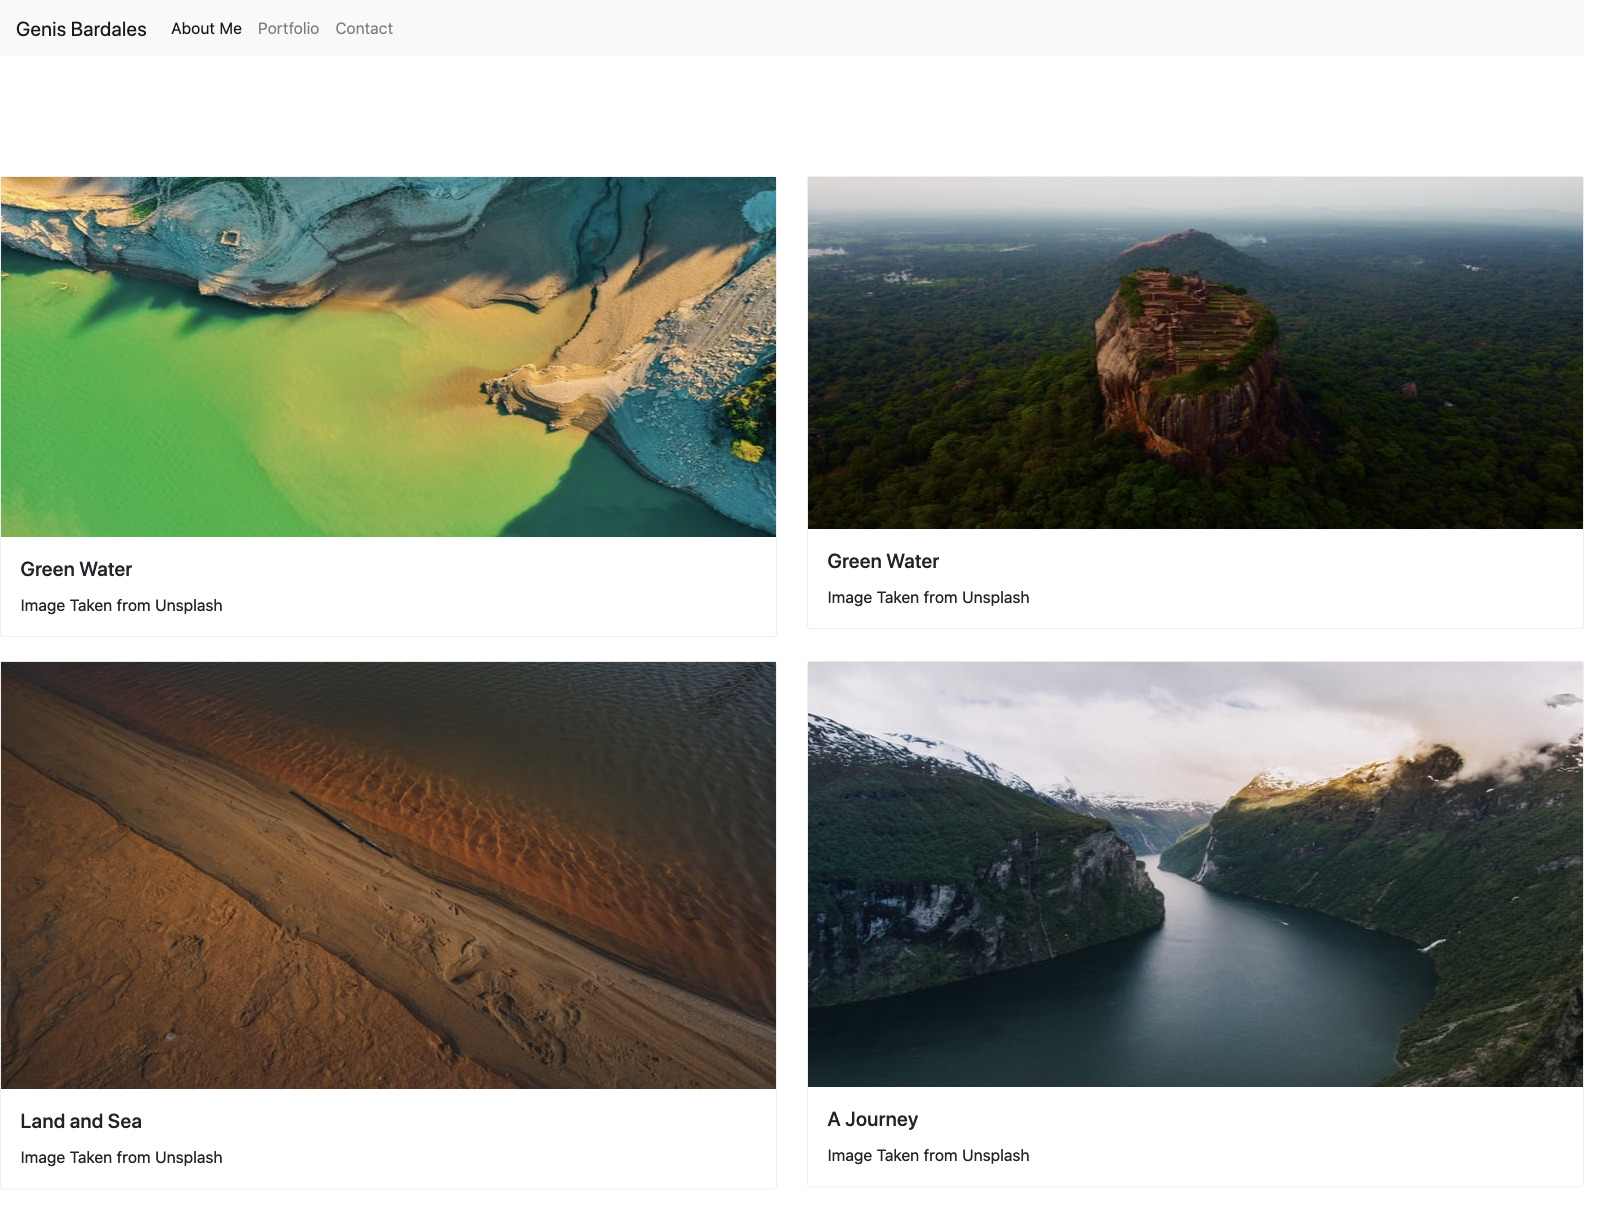 Genis Bardales About Me Portfolio Contact
Green Water
Image Taken from Unsplash
Green Water
Image Taken from Unsplash
Land and Sea
Image Taken from Unsplash
A Journey
Image Taken from Unsplash